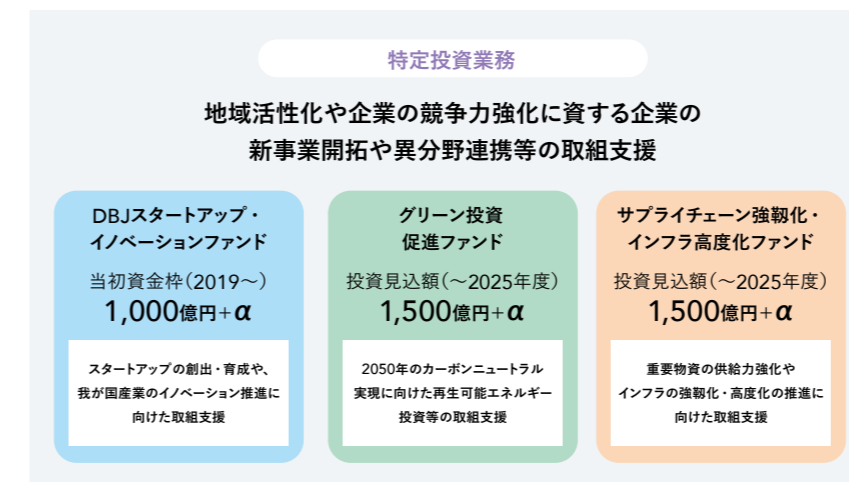 特定投資業務
地域活性化や企業の競争力強化に資する企業の
新事業開拓や異分野連携等の取組支援
DBJスタートアップ・
イノベーションファンド
当初資金枠(2019〜)
1,000億円+α
スタートアップの創出・育成や、
我が国産業のイノベーション推進に
向けた取組支援
グリーン投資
促進ファンド
投資見込額(〜2025年度)
1,500億円+α
2050年のカーボンニュートラル
実現に向けた再生可能エネルギー
投資等の取組支援
サプライチェーン強靱化・
インフラ高度化ファンド
投資見込額(〜2025年度)
1,500億円+α
重要物資の供給力強化や
インフラの強靱化・高度化の推進に
向けた取組支援